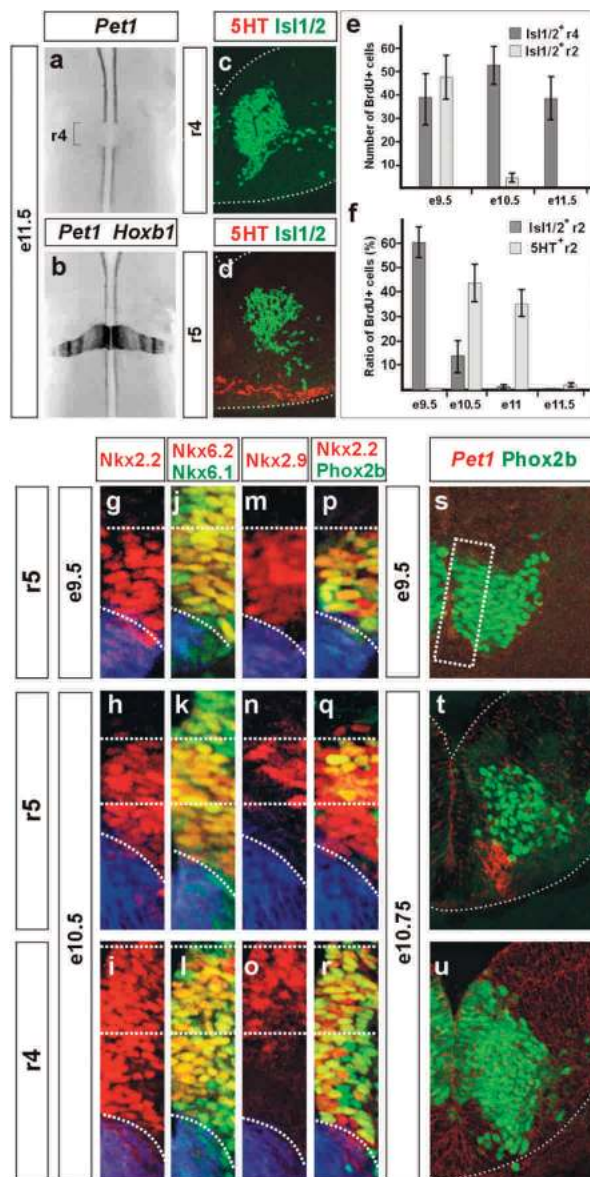 Pet1
5HT Isl1/2
a
r4
c
r4
e11.5
Pet1 Hoxb1
5HT Isl1/2
b
d
r5
e
Isl1/2+ r4
Isl1/2+ r2
Number of BrdU+ cells
60
50
40
30
20
10
e9.5 e10.5 e11.5
f
Isl1/2+ r2
5HT+ r2
Ratio of BrdU+ cells (%)
60
50
40
30
20
10
e9.5 e10.5 e11 e11.5
Nkx2.2
Nkx6.2
Nkx6.1
Nkx2.9
Nkx2.2
Phox2b
Pet1 Phox2b
r5
e9.5
g j m p
e9.5
s
r5
e10.5
h k n q
e10.75
t
r4
i l o r
u